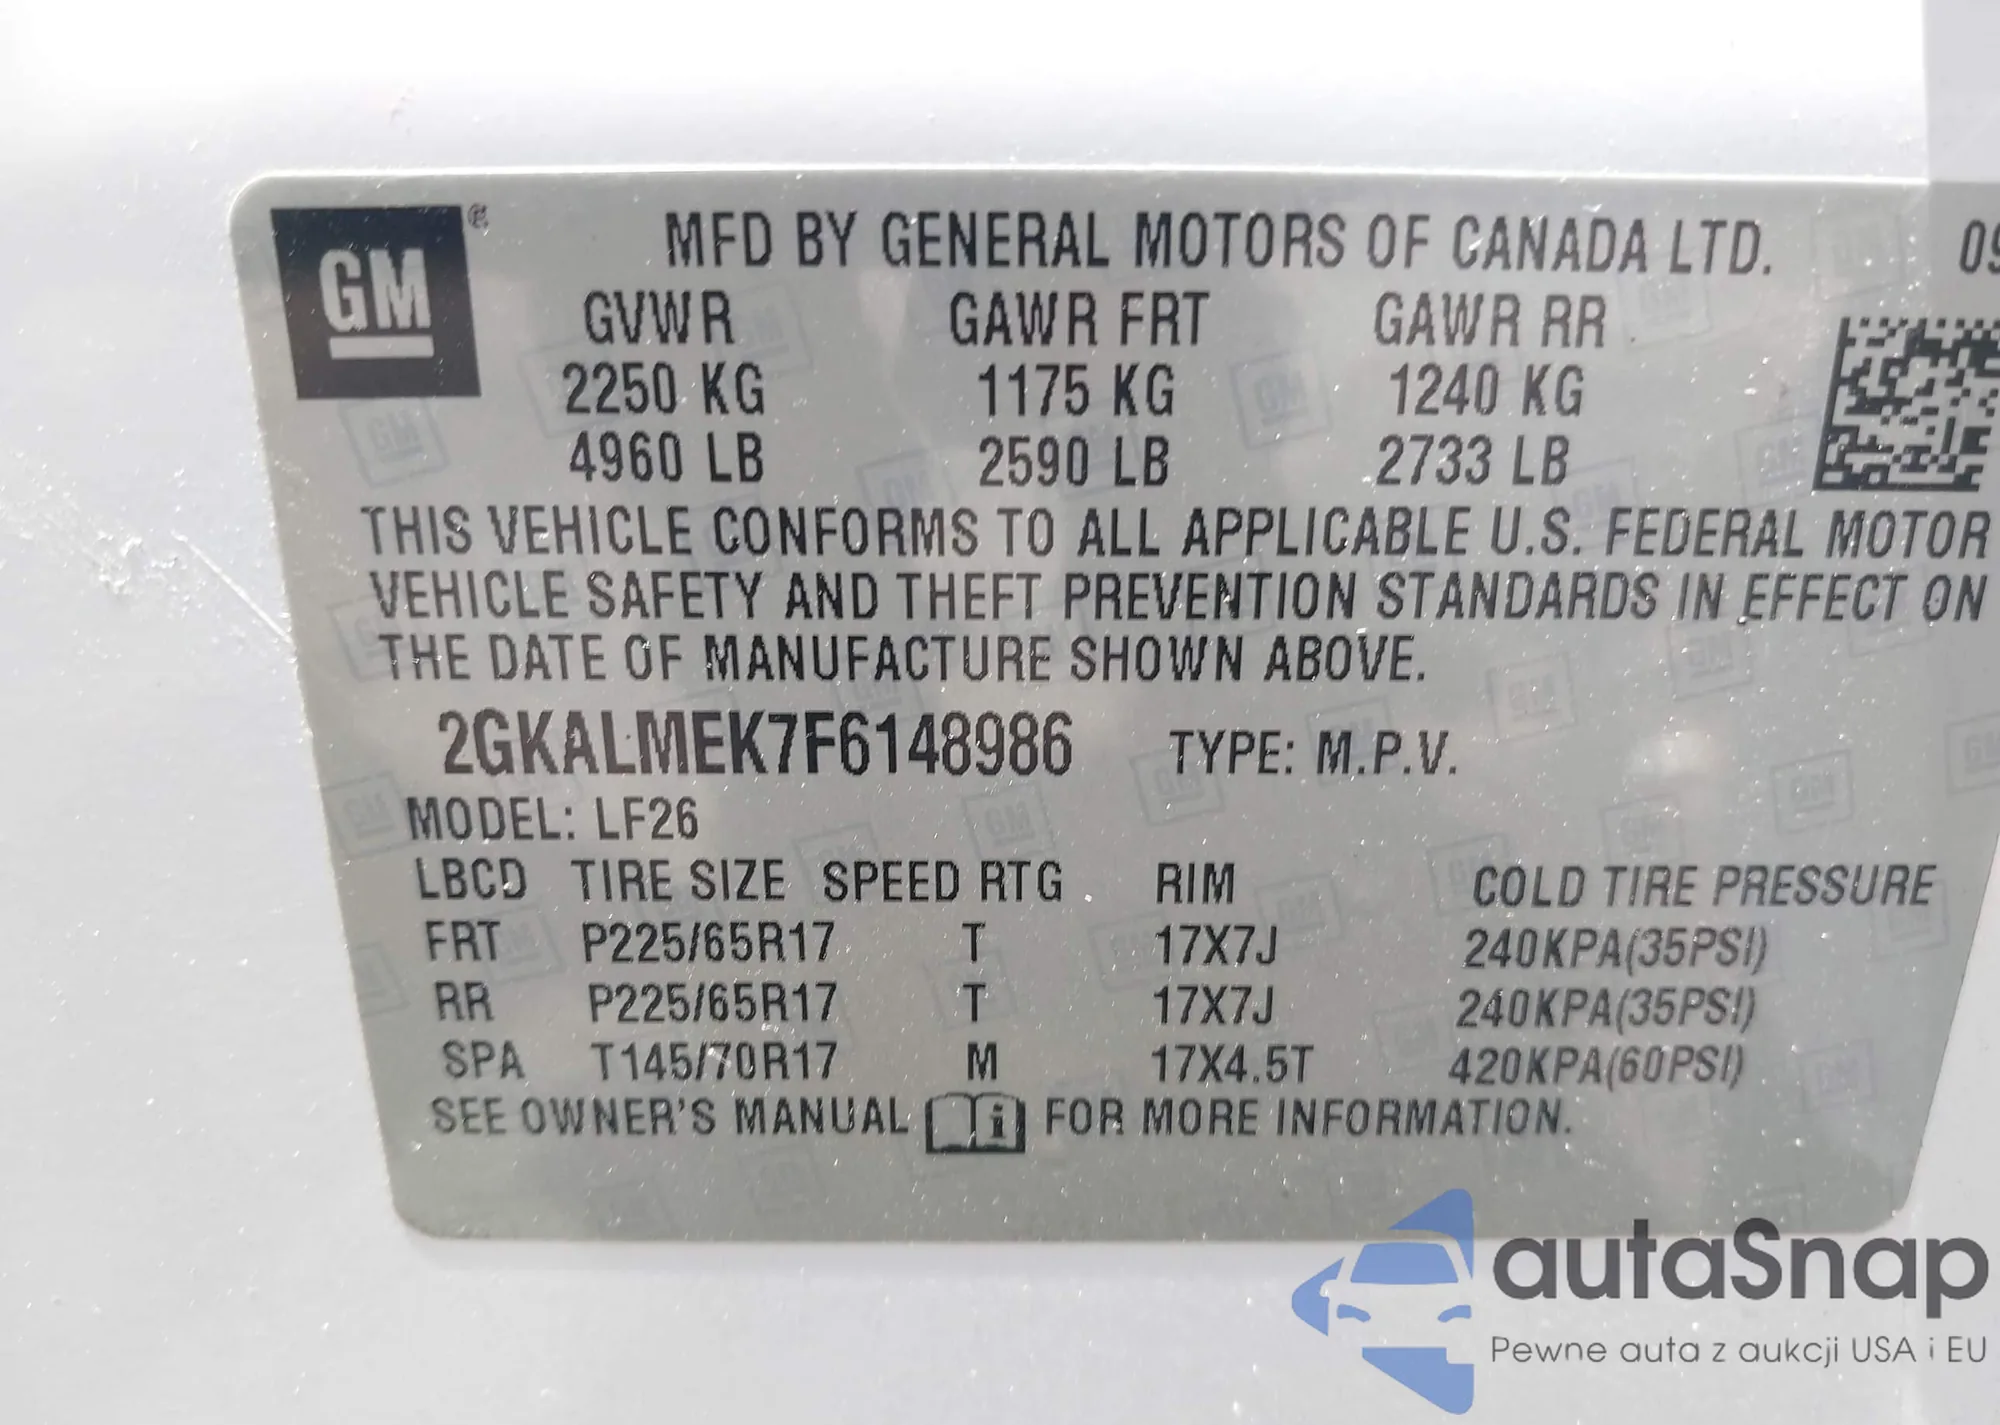 GM ®
MFD BY GENERAL MOTORS OF CANADA LTD. 09
GVWR GAWR FRT GAWR RR
2250 KG 1175 KG 1240 KG
4960 LB 2590 LB 2733 LB
THIS VEHICLE CONFORMS TO ALL APPLICABLE U.S. FEDERAL MOTOR
VEHICLE SAFETY AND THEFT PREVENTION STANDARDS IN EFFECT ON
THE DATE OF MANUFACTURE SHOWN ABOVE.
2GKALMEK7F6148986 TYPE: M.P.V.
MODEL: LF26
LBCD TIRE SIZE SPEED RTG RIM COLD TIRE PRESSURE
FRT P225/65R17 T 17X7J 240KPA(35PSI)
RR P225/65R17 T 17X7J 240KPA(35PSI)
SPA T145/70R17 M 17X4.5T 420KPA(60PSI)
SEE OWNER'S MANUAL i FOR MORE INFORMATION.
autaSnap
Pewne auta z aukcji USA i EU